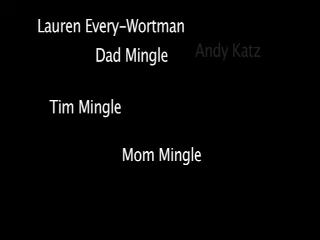 Lauren Every-Wortman
Dad Mingle
Andy Katz
Tim Mingle
Mom Mingle